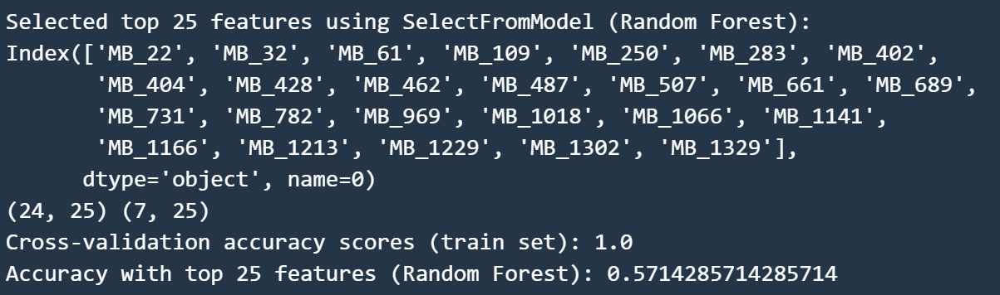 Selected top 25 features using SelectFromModel (Random Forest):
Index(['MB_22', 'MB_32', 'MB_61', 'MB_109', 'MB_250', 'MB_283', 'MB_402',
       'MB_404', 'MB_428', 'MB_462', 'MB_487', 'MB_507', 'MB_661', 'MB_689',
       'MB_731', 'MB_782', 'MB_969', 'MB_1018', 'MB_1066', 'MB_1141',
       'MB_1166', 'MB_1213', 'MB_1229', 'MB_1302', 'MB_1329'],
      dtype='object', name=0)
(24, 25) (7, 25)
Cross-validation accuracy scores (train set): 1.0
Accuracy with top 25 features (Random Forest): 0.5714285714285714